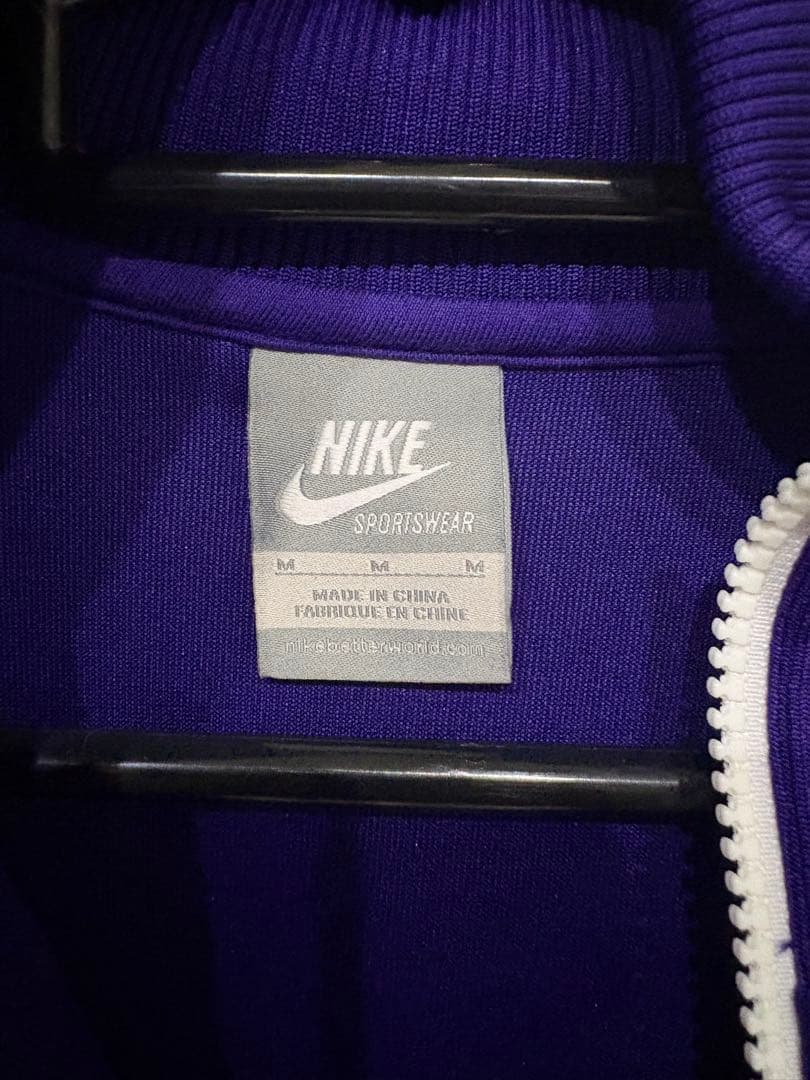 NIKE
SPORTSWEAR
M M M
MADE IN CHINA
FABRIQUE EN CHINE
nikebetterworld.com